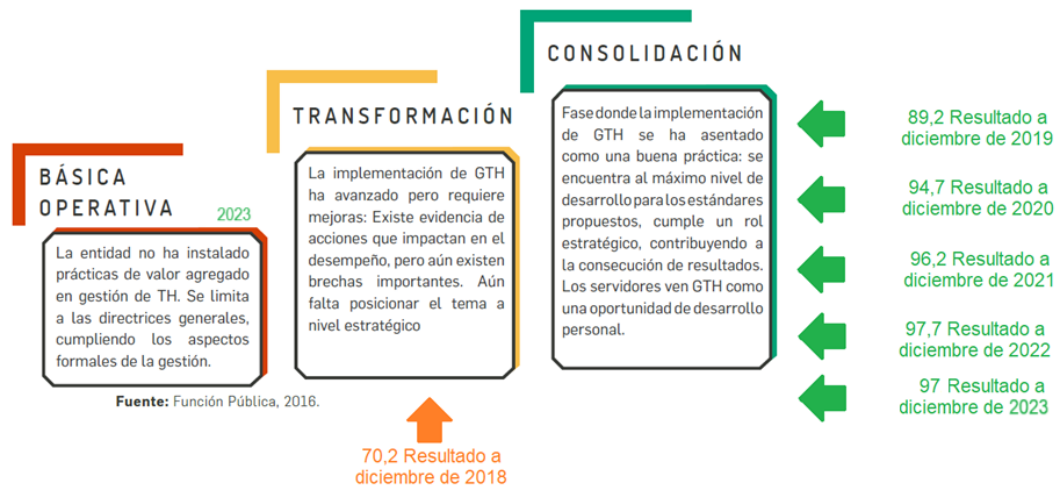 BÁSICA
OPERATIVA
2023
La entidad no ha instalado
prácticas de valor agregado
en gestión de TH. Se limita
a las directrices generales,
cumpliendo los aspectos
formales de la gestión.
Fuente: Función Pública, 2016.
TRANSFORMACIÓN
La implementación de GTH
ha avanzado pero requiere
mejoras: Existe evidencia de
acciones que impactan en el
desempeño, pero aún existen
brechas importantes. Aún
falta posicionar el tema a
nivel estratégico
70,2 Resultado a
diciembre de 2018
CONSOLIDACIÓN
Fase donde la implementación
de GTH se ha asentado
como una buena práctica: se
encuentra al máximo nivel de
desarrollo para los estándares
propuestos, cumple un rol
estratégico, contribuyendo a
la consecución de resultados.
Los servidores ven GTH como
una oportunidad de desarrollo
personal.
89,2 Resultado a
diciembre de 2019
94,7 Resultado a
diciembre de 2020
96,2 Resultado a
diciembre de 2021
97,7 Resultado a
diciembre de 2022
97 Resultado a
diciembre de 2023